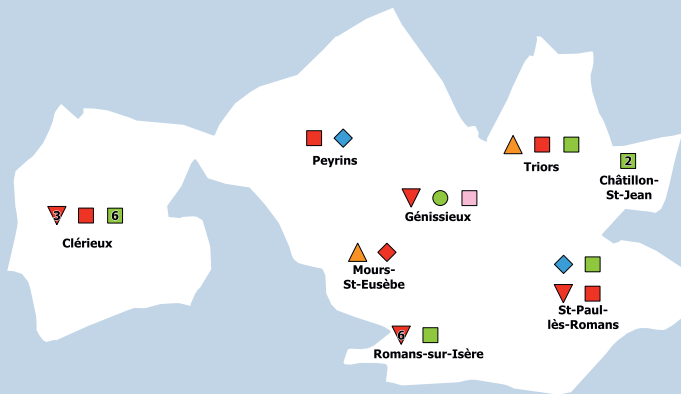 Peyrins
Triors
2
Châtillon-
St-Jean
Génissieux
3
6
Clérieux
Mours-
St-Eusèbe
St-Paul-
lès-Romans
6
Romans-sur-Isère